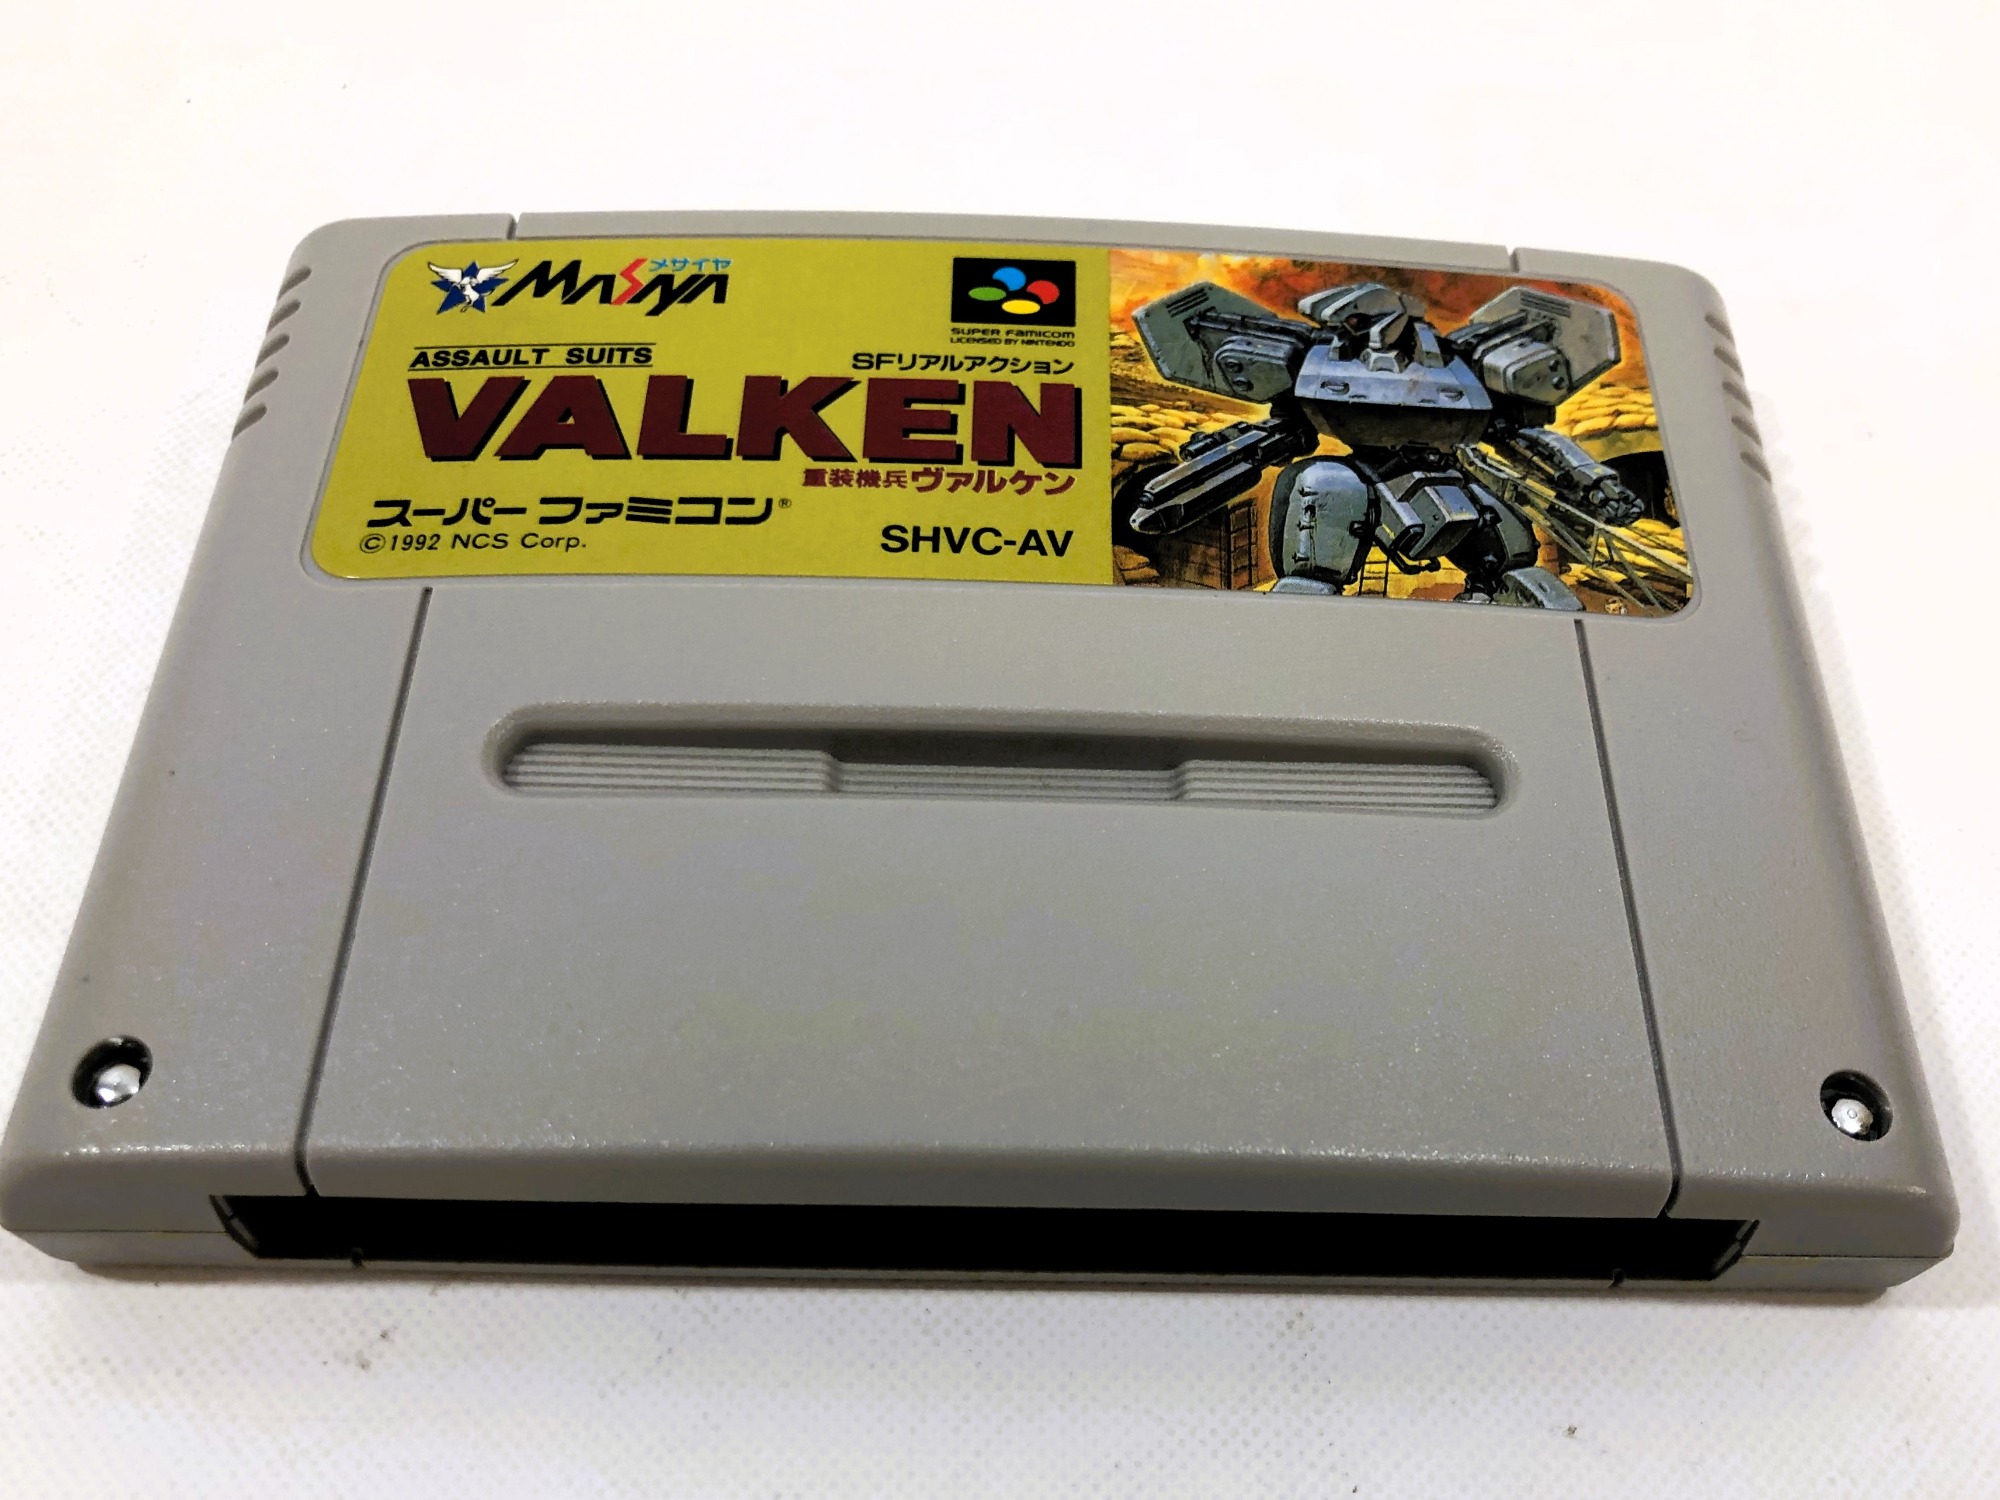 MASAYA メサイヤ
SUPER FAMICOM
LICENSED BY NINTENDO
ASSAULT SUITS
SFリアルアクション
VALKEN
重装機兵ヴァルケン
スーパーファミコン®
SHVC-AV
©1992 NCS Corp.